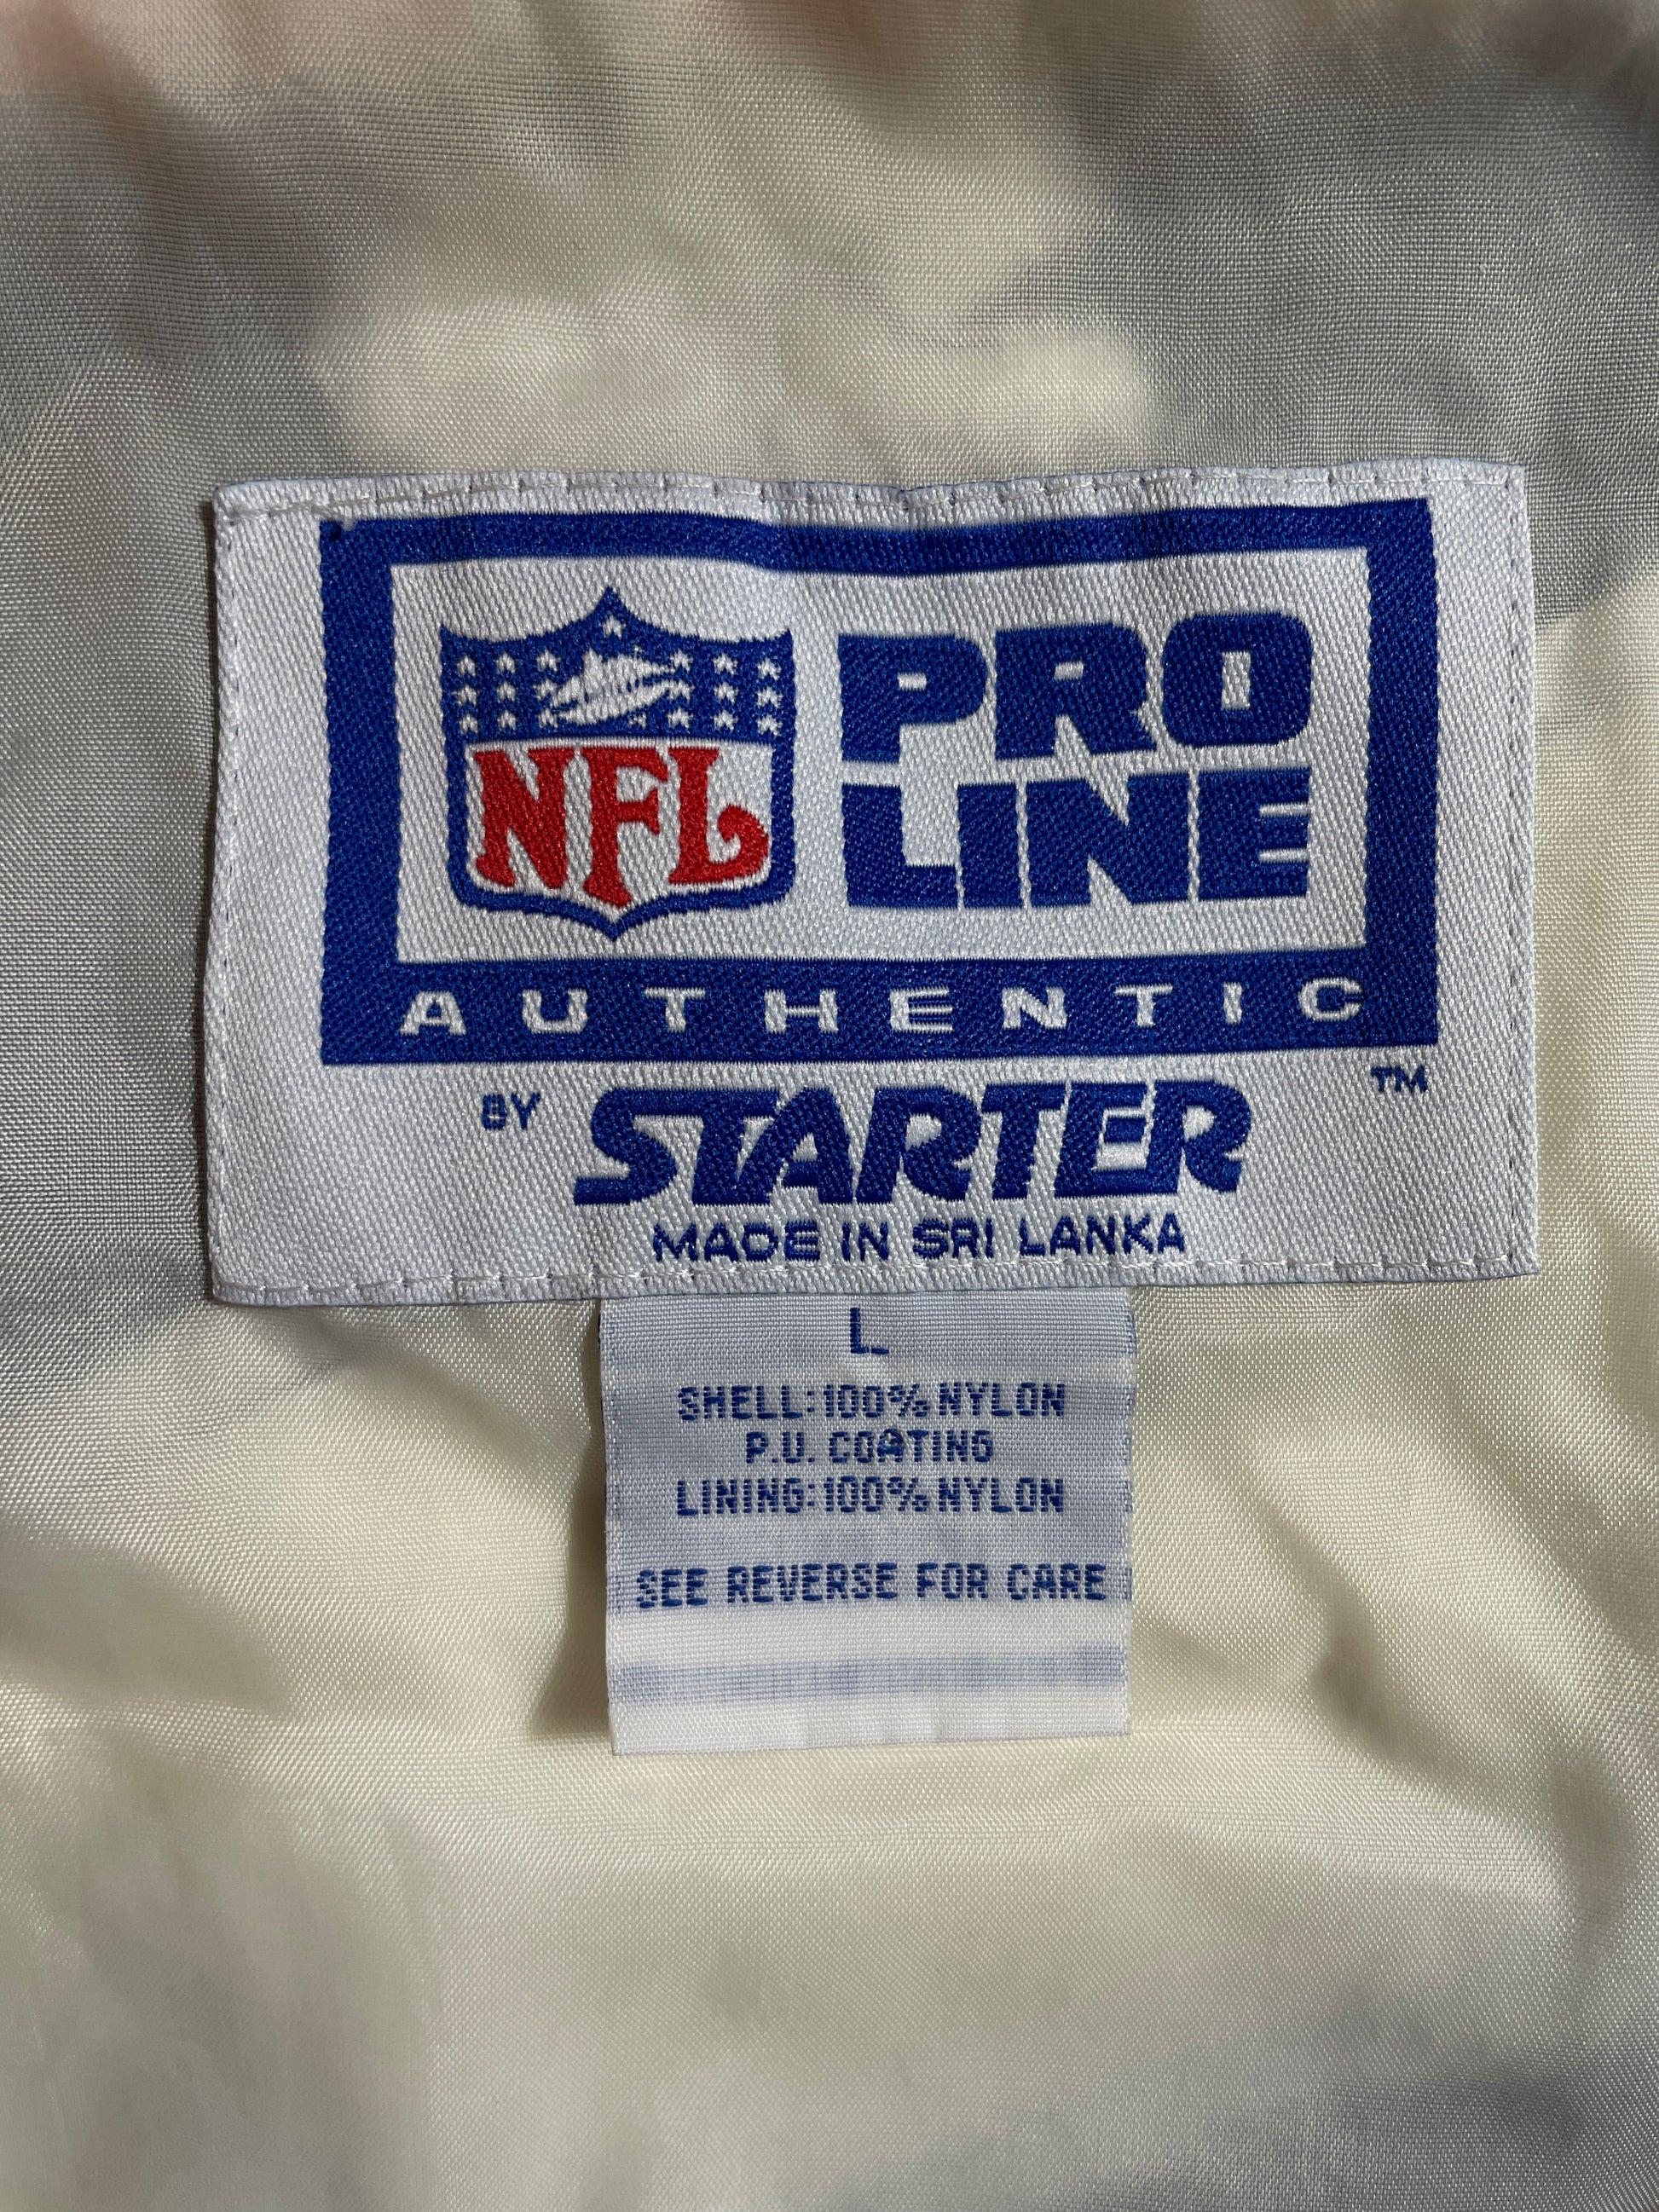 NFL
PRO
LINE
AUTHENTIC
BY STARTER ™
MADE IN SRI LANKA
L
SHELL:100% NYLON
P.U. COATING
LINING:100% NYLON
SEE REVERSE FOR CARE